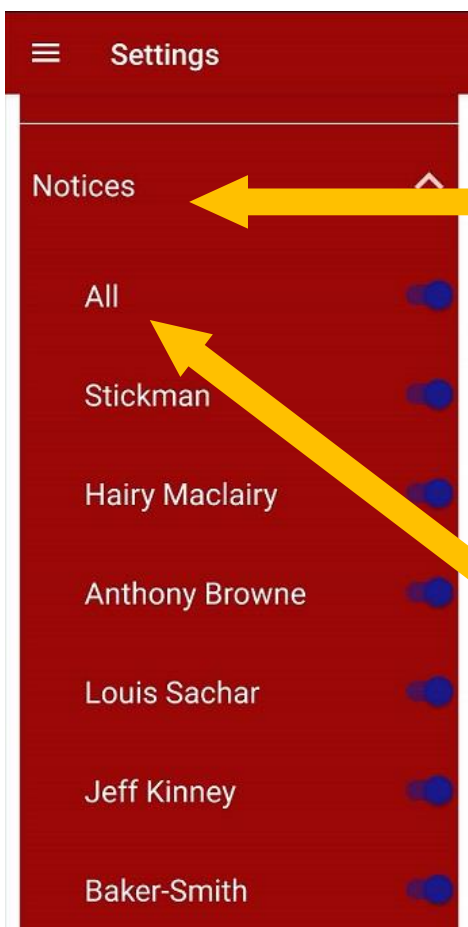 Settings
Notices
All
Stickman
Hairy Maclairy
Anthony Browne
Louis Sachar
Jeff Kinney
Baker-Smith